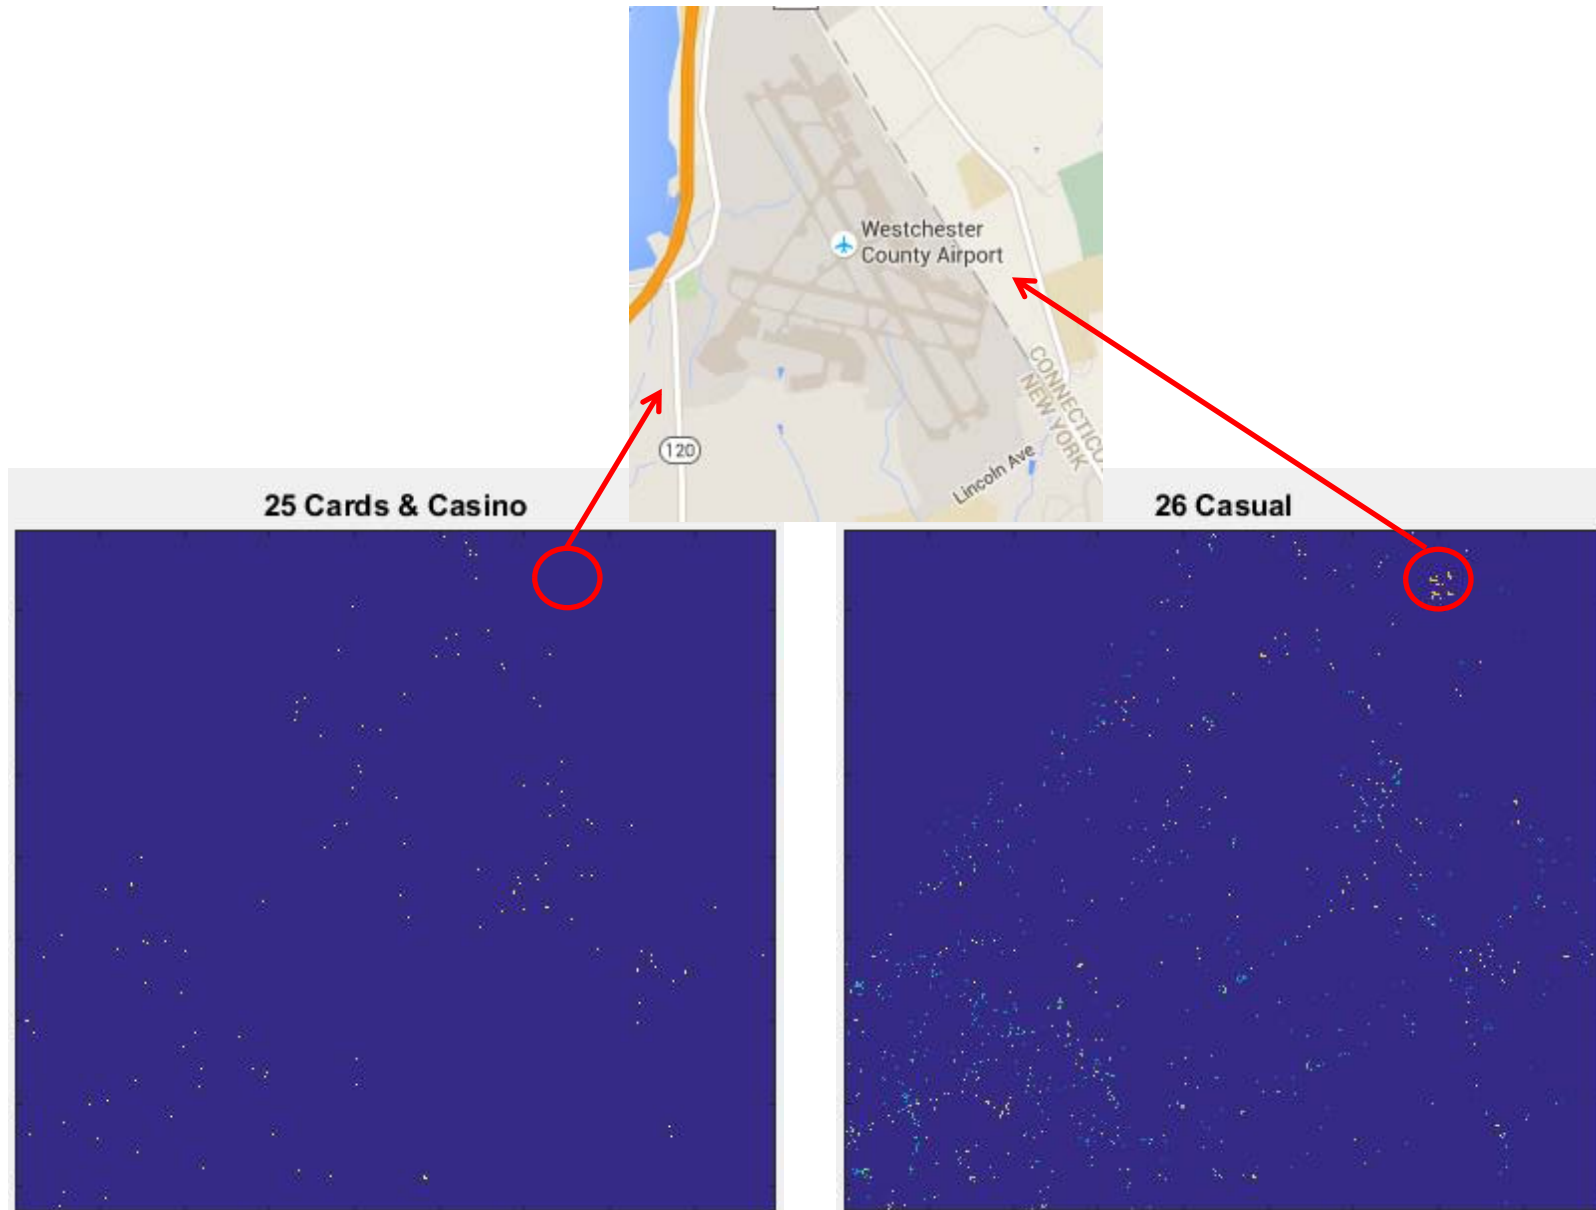 Westchester
County Airport
CONNECTICU
NEW YORK
120
Lincoln Ave
25 Cards & Casino
26 Casual